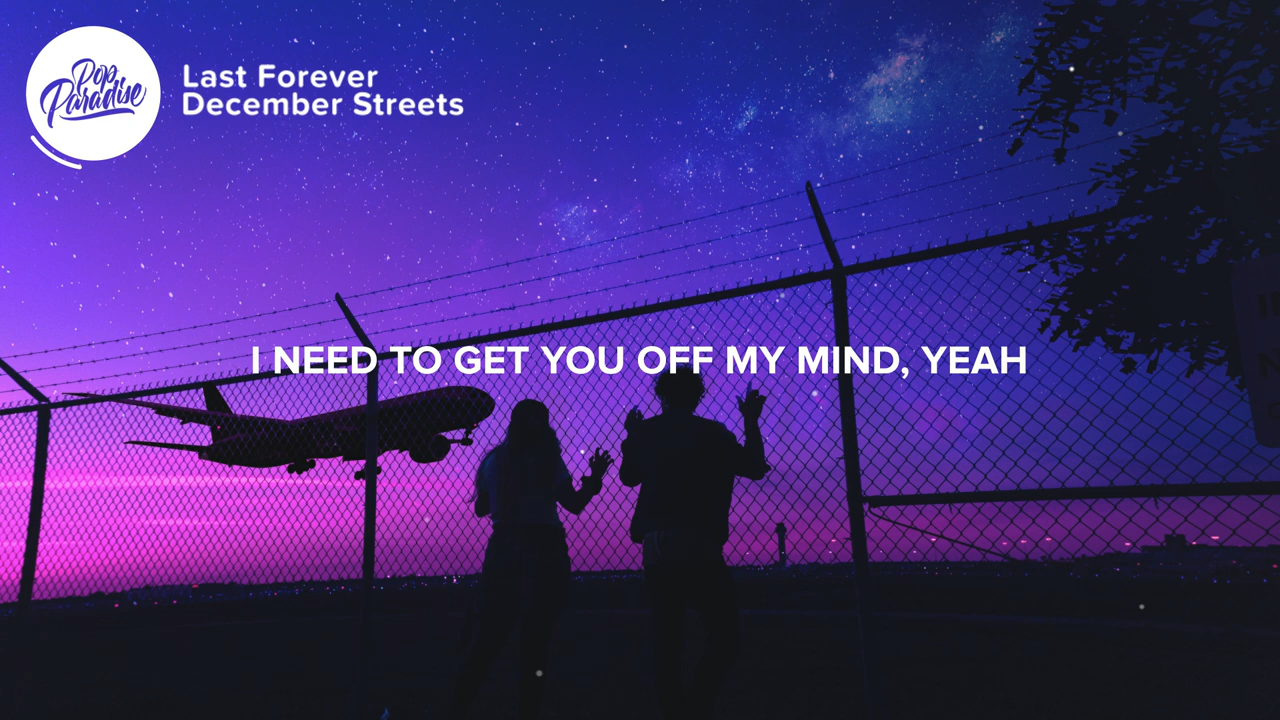 Pop
Paradise
Last Forever
December Streets
I NEED TO GET YOU OFF MY MIND, YEAH